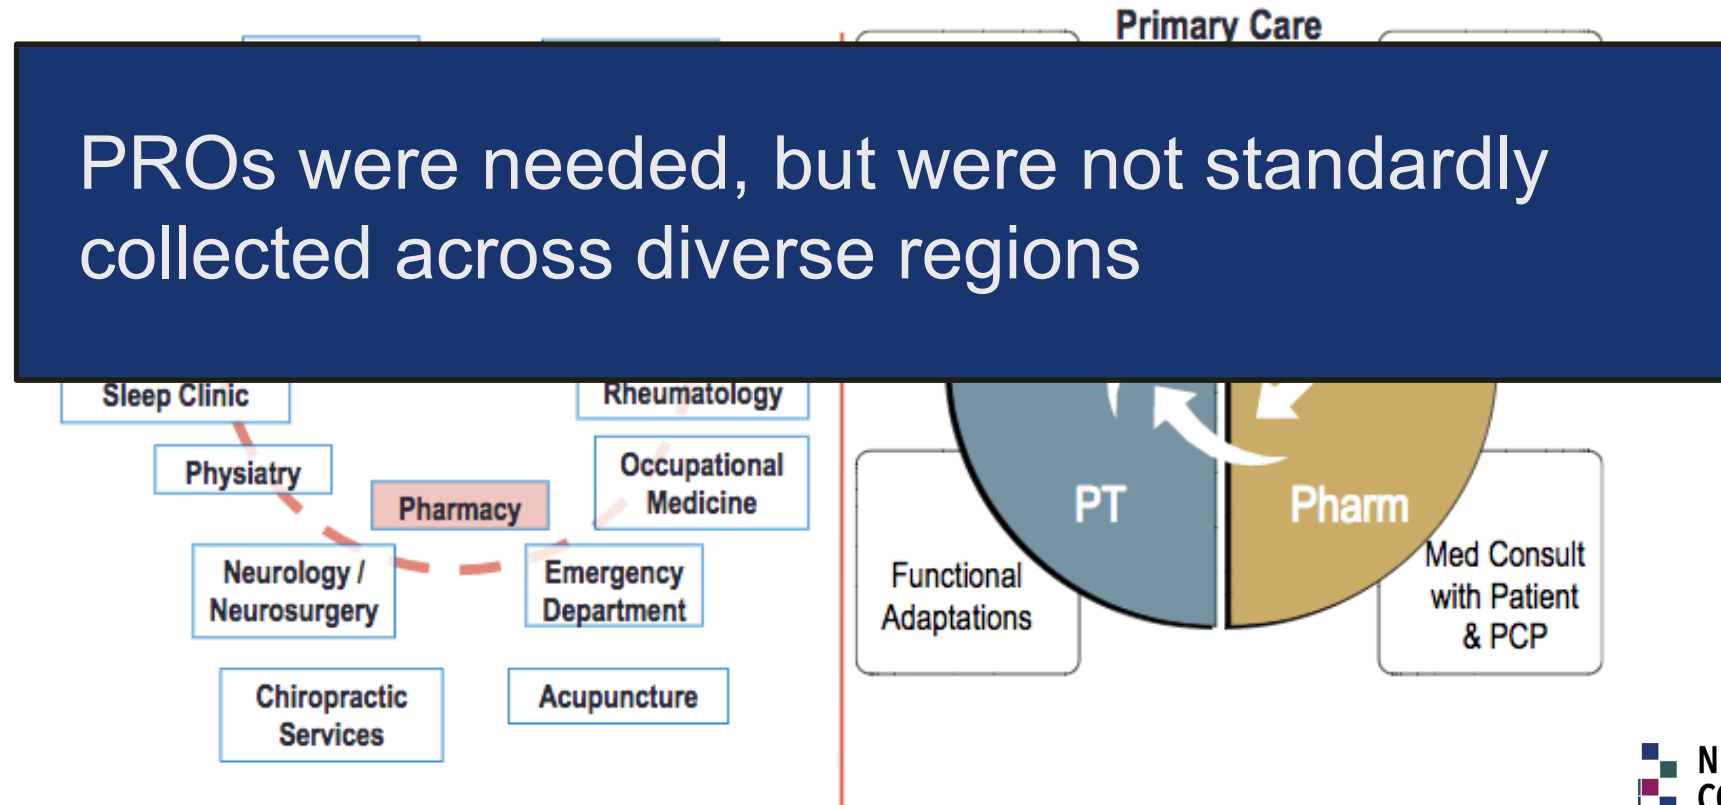 Primary Care
PROs were needed, but were not standardly
collected across diverse regions
Sleep Clinic
Rheumatology
Physiatry
Occupational
Medicine
Pharmacy
Neurology /
Neurosurgery
Emergency
Department
Chiropractic
Services
Acupuncture
PT
Pharm
Functional
Adaptations
Med Consult
with Patient
& PCP